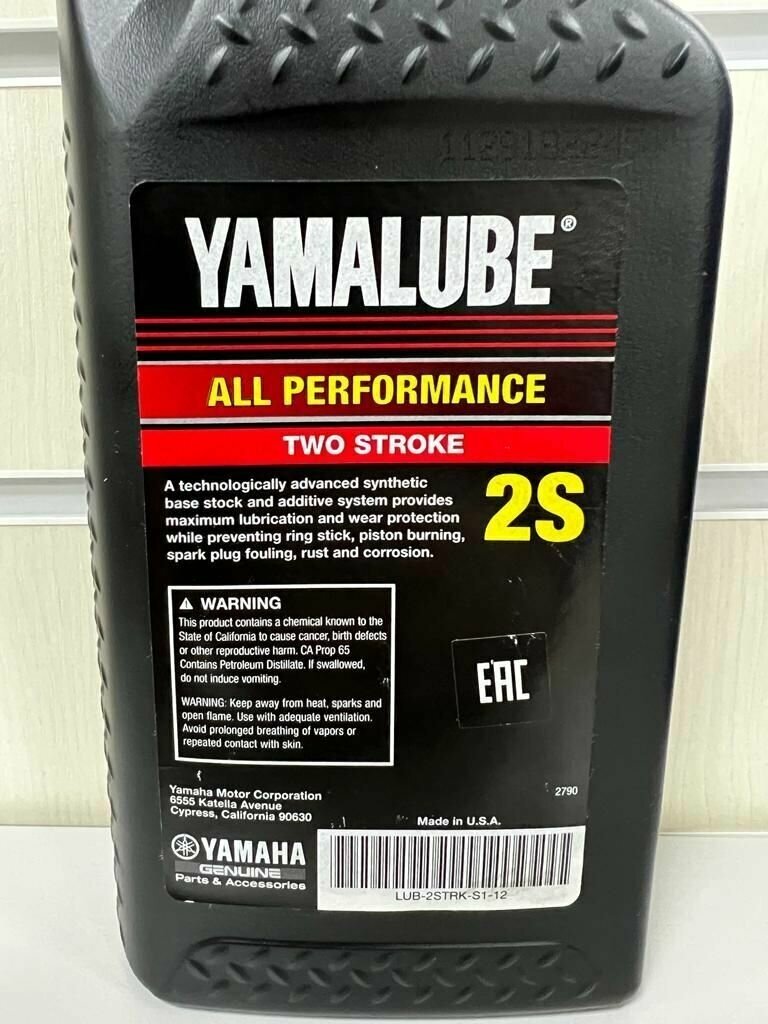 YAMALUBE®
ALL PERFORMANCE
TWO STROKE
2S
A technologically advanced synthetic
base stock and additive system provides
maximum lubrication and wear protection
while preventing ring stick, piston burning,
spark plug fouling, rust and corrosion.
⚠ WARNING
This product contains a chemical known to the
State of California to cause cancer, birth defects
or other reproductive harm. CA Prop 65
Contains Petroleum Distillate. If swallowed,
do not induce vomiting.
WARNING: Keep away from heat, sparks and
open flame. Use with adequate ventilation.
Avoid prolonged breathing of vapors or
repeated contact with skin.
EAC
Yamaha Motor Corporation
6555 Katella Avenue
Cypress, California 90630
2790
Made in U.S.A.
YAMAHA
GENUINE
Parts & Accessories
LUB-2STRK-S1-12